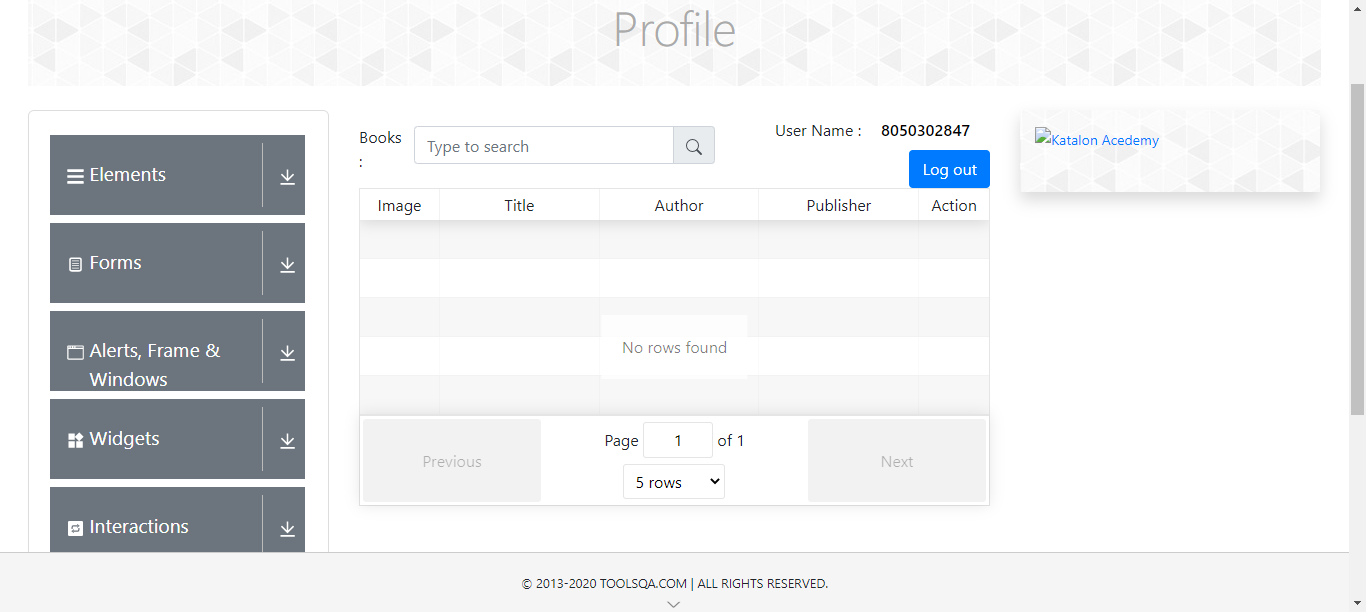 Profile
Elements
Forms
Alerts, Frame &
Windows
Widgets
Interactions
Books
:
Type to search
User Name : 8050302847
Log out
Image Title Author Publisher Action
No rows found
Previous
Page 1 of 1
5 rows
Next
Katalon Acedemy
© 2013-2020 TOOLSQA.COM | ALL RIGHTS RESERVED.